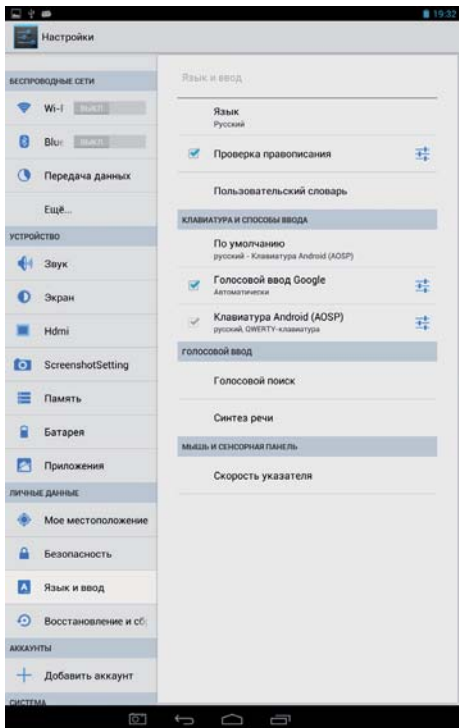 19:32
Настройки
БЕСПРОВОДНЫЕ СЕТИ
Wi-F
ВЫКЛ
Blue
ВЫКЛ
Передача данных
Ещё...
УСТРОЙСТВО
Звук
Экран
Hdmi
ScreenshotSetting
Память
Батарея
Приложения
ЛИЧНЫЕ ДАННЫЕ
Мое местоположение
Безопасность
Язык и ввод
Восстановление и сб
АККАУНТЫ
Добавить аккаунт
СИСТЕМА
Язык и ввод
Язык
Русский
Проверка правописания
Пользовательский словарь
КЛАВИАТУРА И СПОСОБЫ ВВОДА
По умолчанию
русский - Клавиатура Android (AOSP)
Голосовой ввод Google
Автоматически
Клавиатура Android (AOSP)
русский, QWERTY-клавиатура
ГОЛОСОВОЙ ВВОД
Голосовой поиск
Синтез речи
МЫШЬ И СЕНСОРНАЯ ПАНЕЛЬ
Скорость указателя